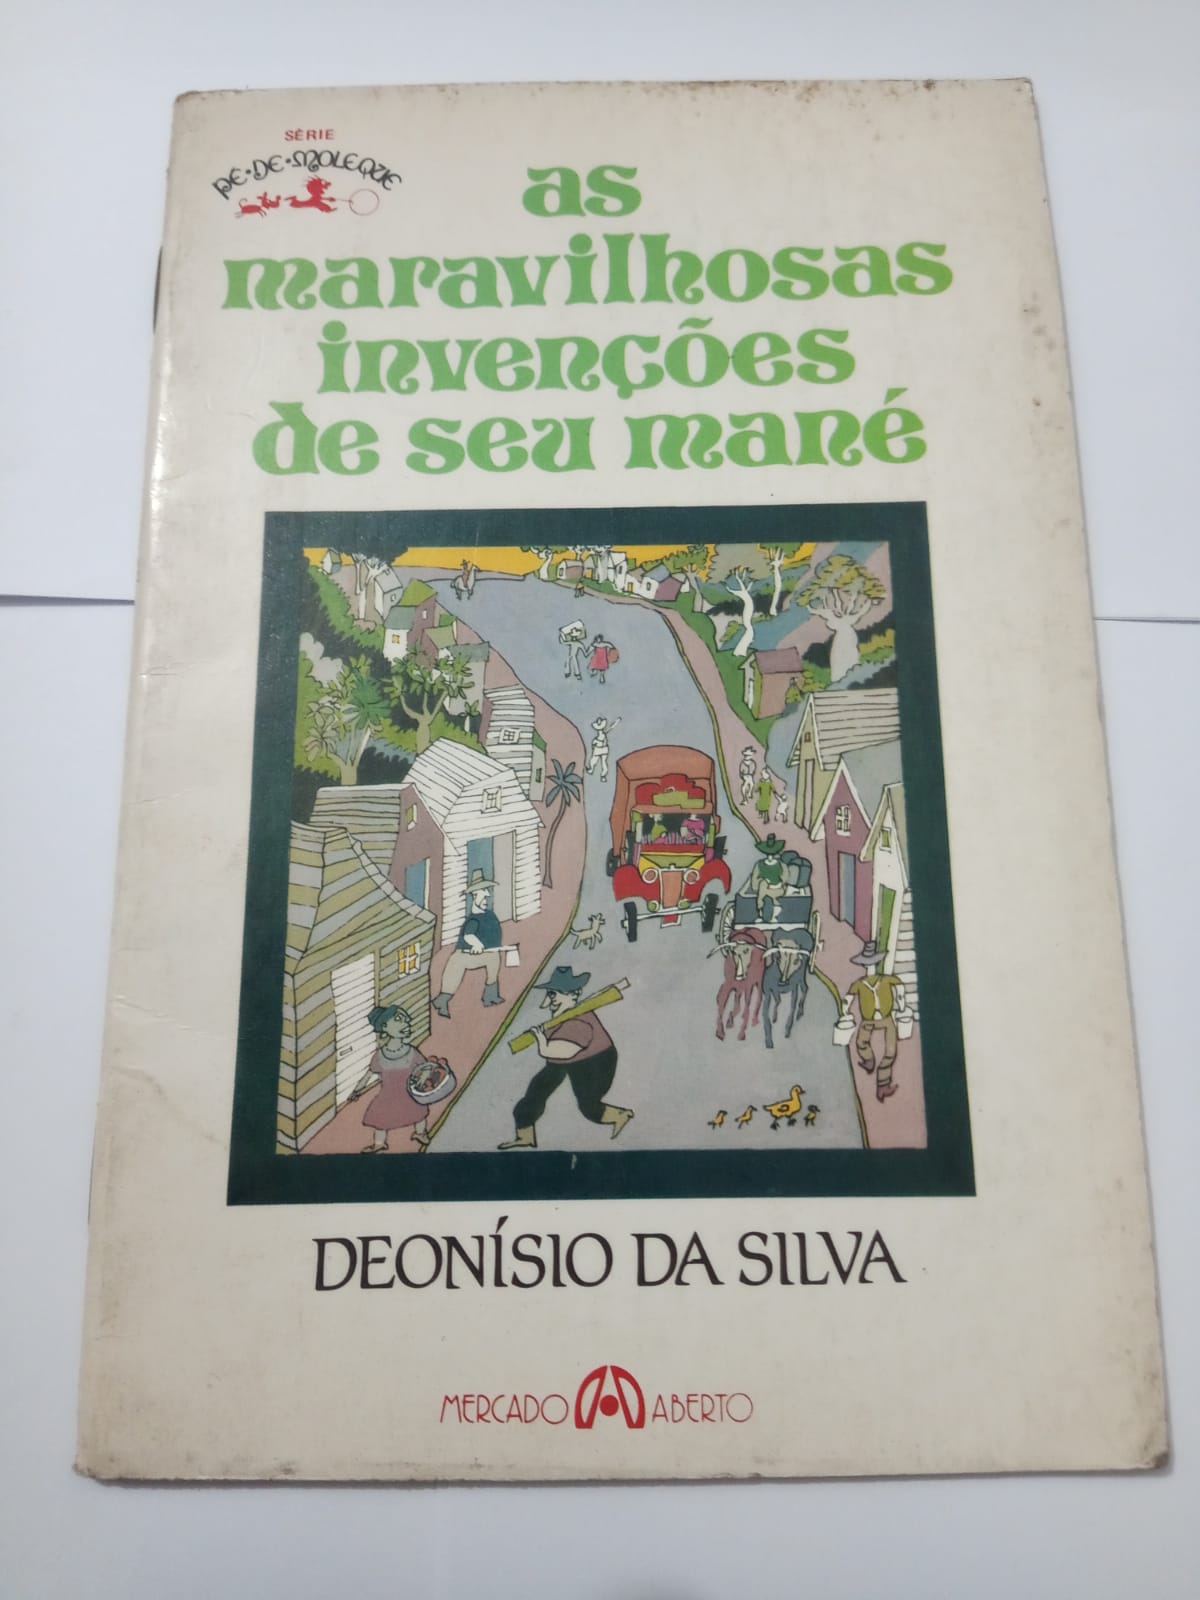 SÉRIE
PÉ·DE·MOLEQUE
as
maravilhosas
invenções
de seu mané
DEONÍSIO DA SILVA
MERCADO ABERTO